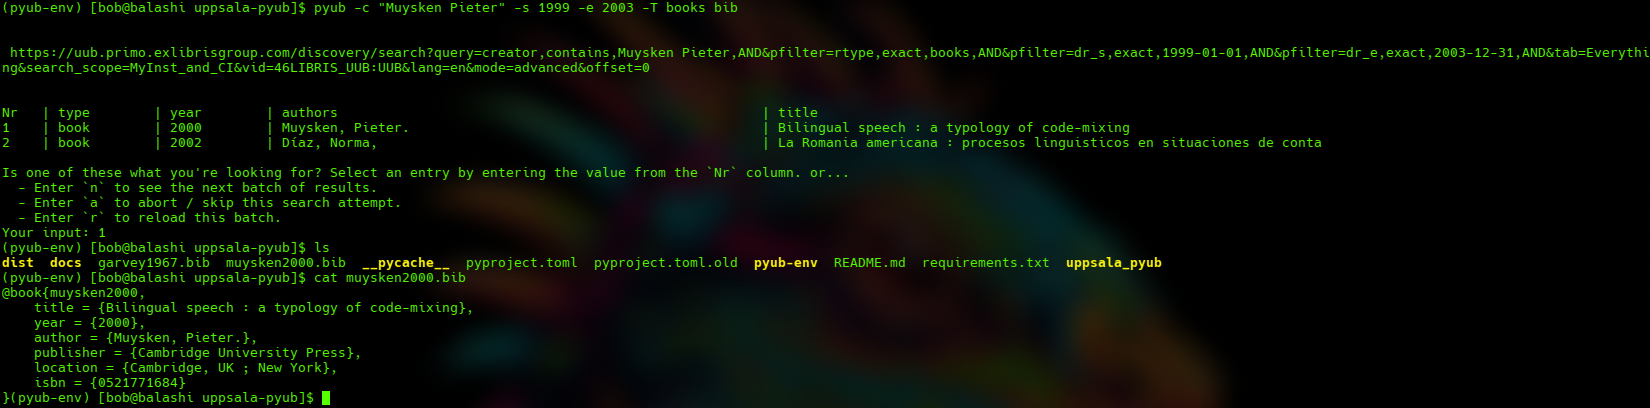 (pyub-env) [bob@balashi uppsala-pyub]$ pyub -c "Muysken Pieter" -s 1999 -e 2003 -T books bib
https://uub.primo.exlibrisgroup.com/discovery/search?query=creator,contains,Muysken Pieter,AND&pfilter=rtype,exact,books,AND&pfilter=dr_s,exact,1999-01-01,AND&pfilter=dr_e,exact,2003-12-31,AND&tab=Everythi
ng&search_scope=MyInst_and_CI&vid=46LIBRIS_UUB:UUB&lang=en&mode=advanced&offset=0
Nr   | type        | year        | authors                                                     | title
1    | book        | 2000        | Muysken, Pieter.                                            | Bilingual speech : a typology of code-mixing
2    | book        | 2002        | Díaz, Norma,                                                | La Romania americana : procesos linguisticos en situaciones de conta
Is one of these what you're looking for? Select an entry by entering the value from the `Nr` column. or...
  - Enter `n` to see the next batch of results.
  - Enter `a` to abort / skip this search attempt.
  - Enter `r` to reload this batch.
Your input: 1
(pyub-env) [bob@balashi uppsala-pyub]$ ls
dist  docs  garvey1967.bib  muysken2000.bib  __pycache__  pyproject.toml  pyproject.toml.old  pyub-env  README.md  requirements.txt  uppsala_pyub
(pyub-env) [bob@balashi uppsala-pyub]$ cat muysken2000.bib
@book{muysken2000,
    title = {Bilingual speech : a typology of code-mixing},
    year = {2000},
    author = {Muysken, Pieter.},
    publisher = {Cambridge University Press},
    location = {Cambridge, UK ; New York},
    isbn = {0521771684}
}(pyub-env) [bob@balashi uppsala-pyub]$